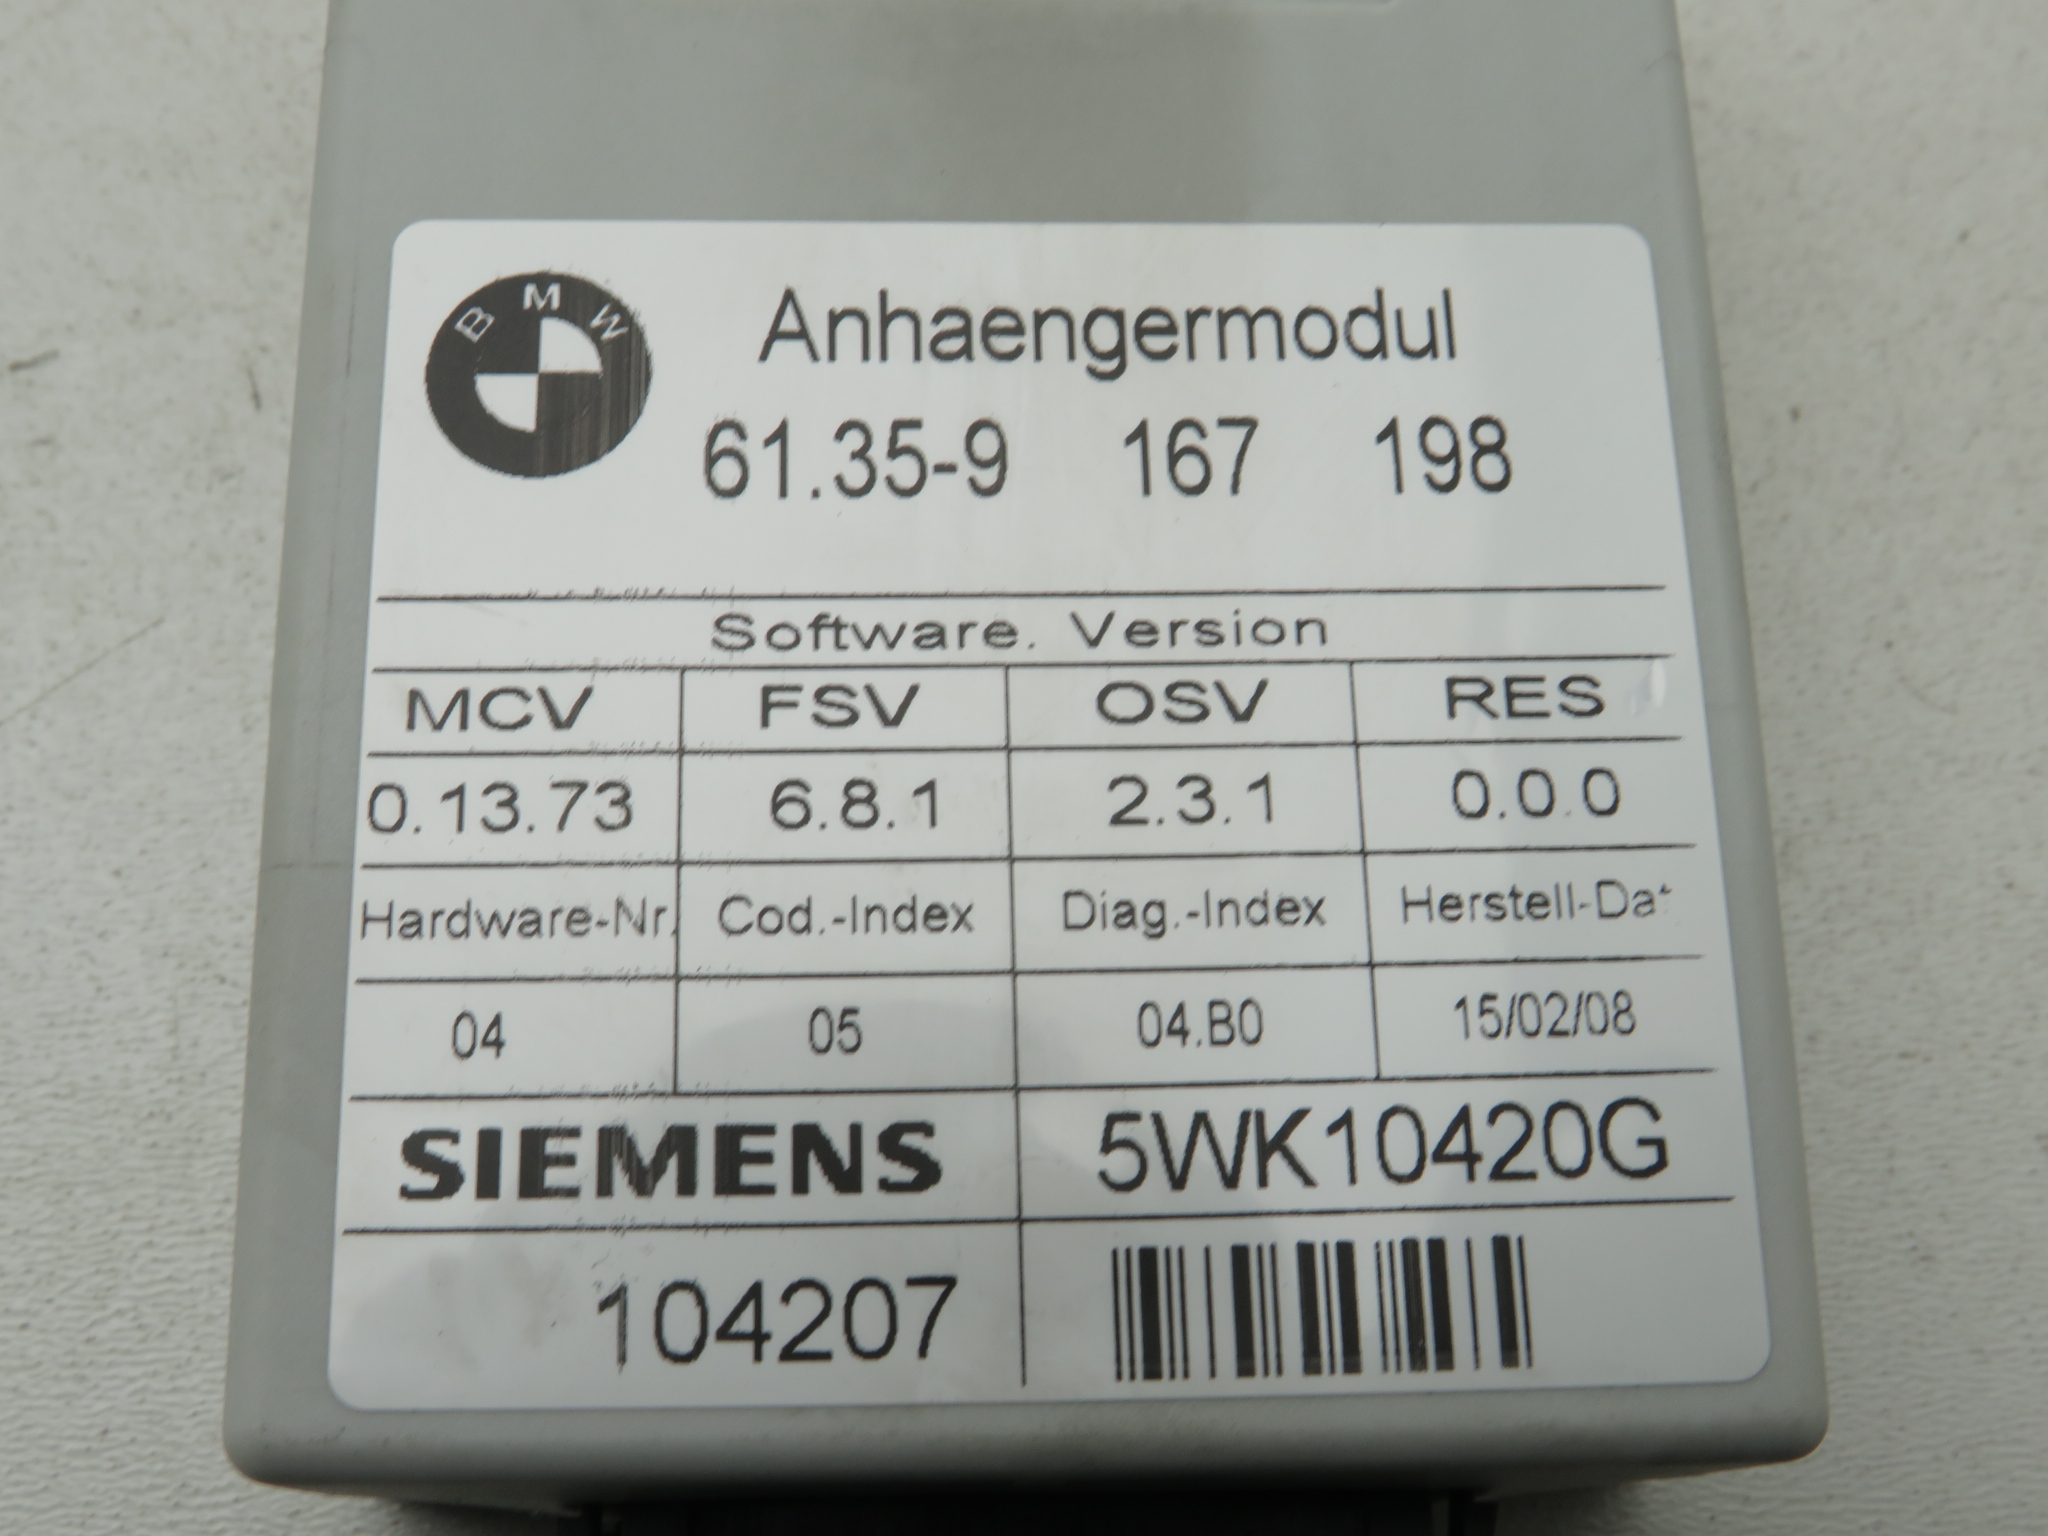 BMW
Anhaengermodul
61.35-9 167 198
Software. Version
MCV FSV OSV RES
0.13.73 6.8.1 2.3.1 0.0.0
Hardware-Nr. Cod.-Index Diag.-Index Herstell-Dat
04 05 04.B0 15/02/08
SIEMENS 5WK10420G
104207